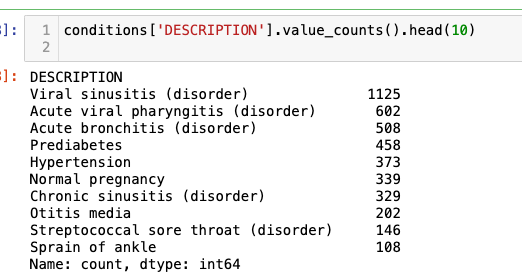 ]: 1 conditions['DESCRIPTION'].value_counts().head(10)
2
]: DESCRIPTION
Viral sinusitis (disorder) 1125
Acute viral pharyngitis (disorder) 602
Acute bronchitis (disorder) 508
Prediabetes 458
Hypertension 373
Normal pregnancy 339
Chronic sinusitis (disorder) 329
Otitis media 202
Streptococcal sore throat (disorder) 146
Sprain of ankle 108
Name: count, dtype: int64